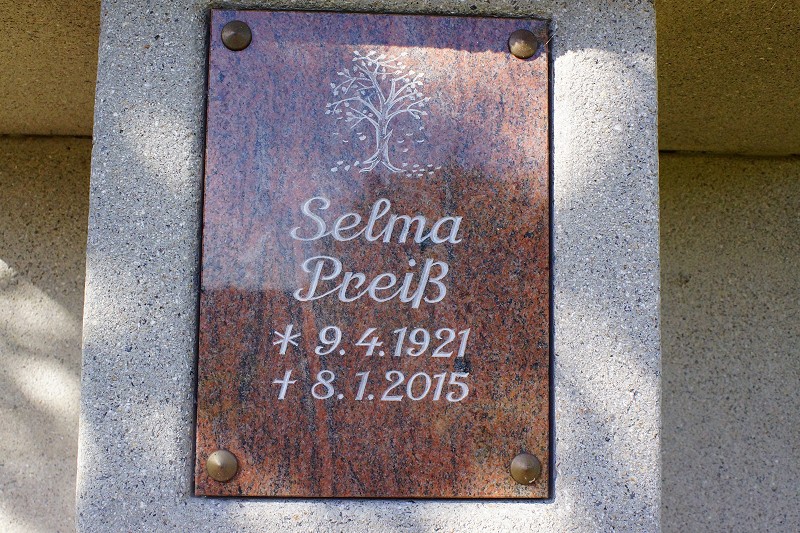 Selma
Preiß
* 9. 4. 1921
† 8. 1. 2015